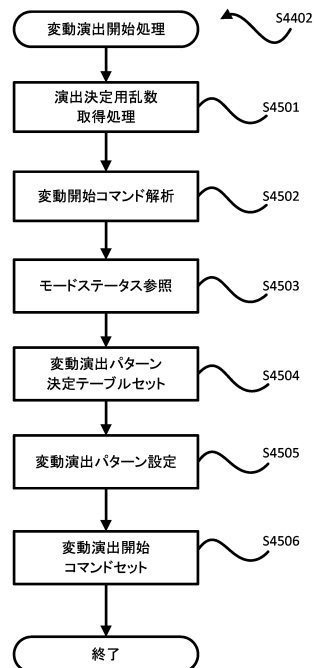 変動演出開始処理
S4402
演出決定用乱数
取得処理
S4501
変動開始コマンド解析
S4502
モードステータス参照
S4503
変動演出パターン
決定テーブルセット
S4504
変動演出パターン設定
S4505
変動演出開始
コマンドセット
S4506
終了